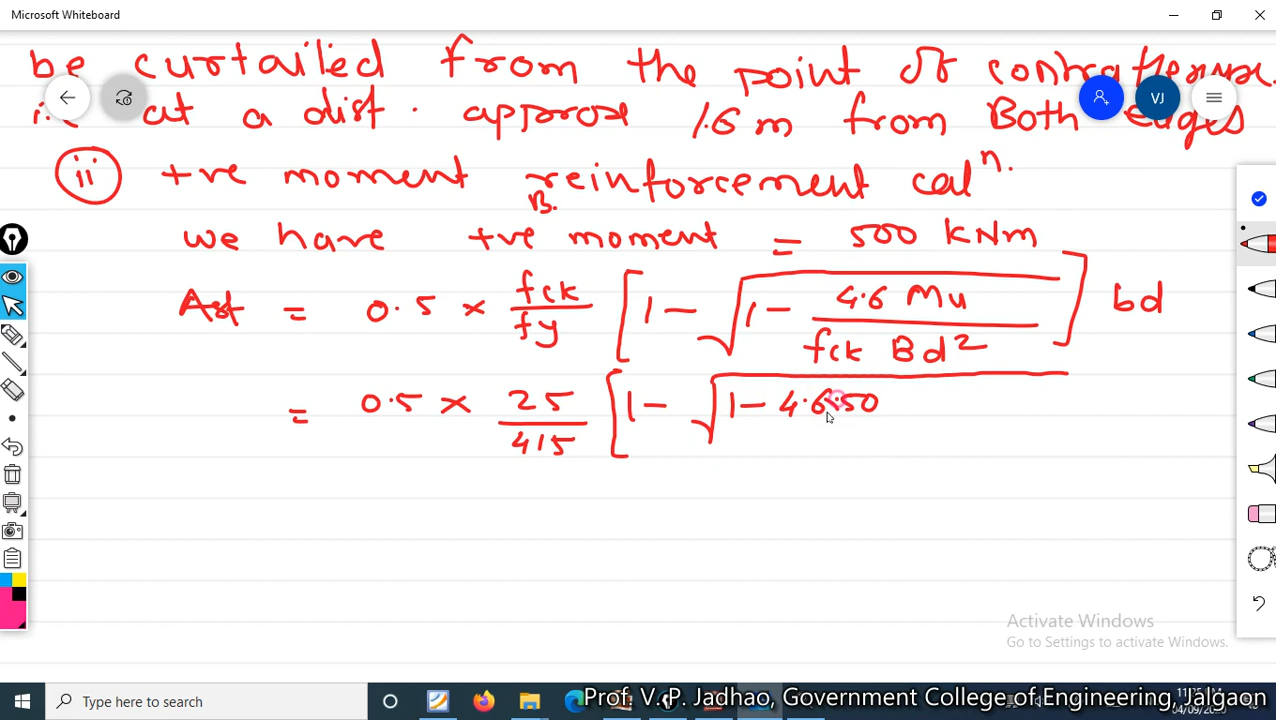 Microsoft Whiteboard
be curtailed from the point of contraflexure
i.e at a dist. approx 1.6 m from Both edges
VJ
ii +ve moment reinforcement calⁿ.
B.
we have +ve moment = 500 kNm
Ast = 0.5 × fck/fy [1 - √(1 - 4.6 Mu / fck Bd²)] bd
= 0.5 × 25/415 [1 - √(1 - 4.6 50
Activate Windows
Go to Settings to activate Windows.
Type here to search
Prof. V. P. Jadhao, Government College of Engineering, Jalgaon